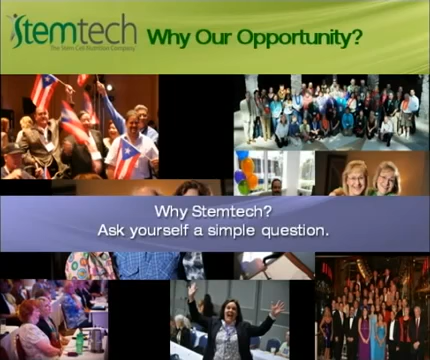 Stemtech
The Stem Cell Nutrition Company
Why Our Opportunity?
Why Stemtech?
Ask yourself a simple question.